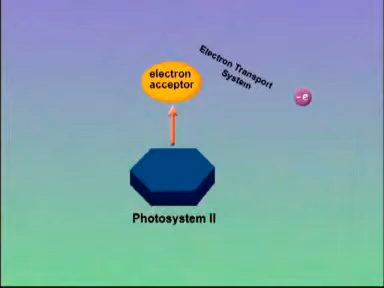 Electron Transport
System
electron
acceptor
-e
Photosystem II